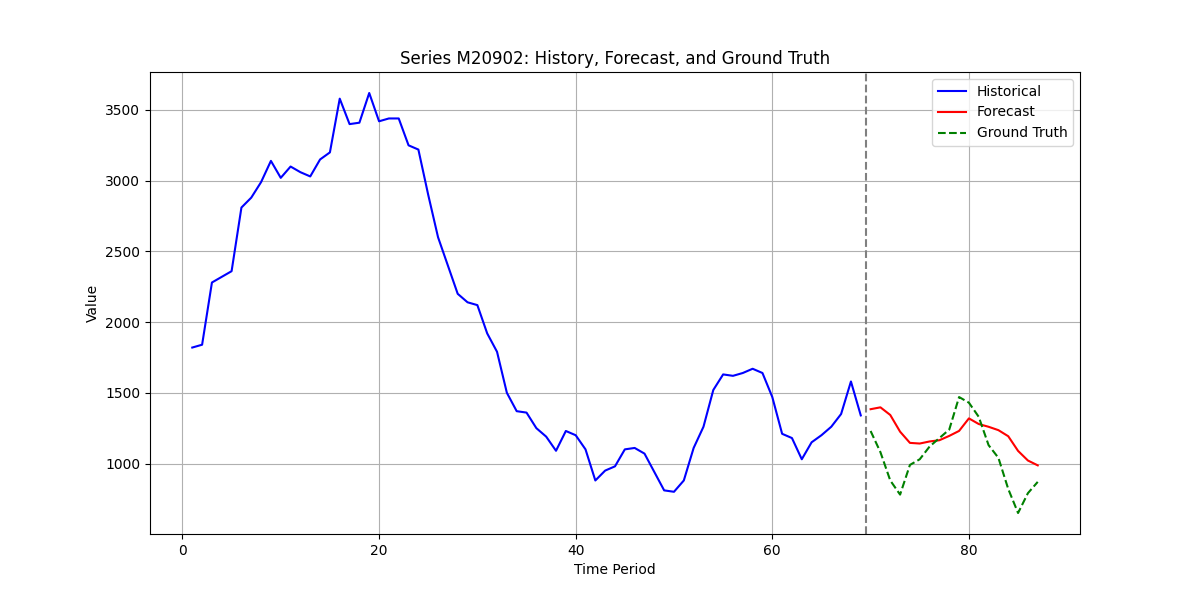 Series M20902: History, Forecast, and Ground Truth
Historical
Forecast
Ground Truth
Value
3500
3000
2500
2000
1500
1000
0 20 40 60 80
Time Period